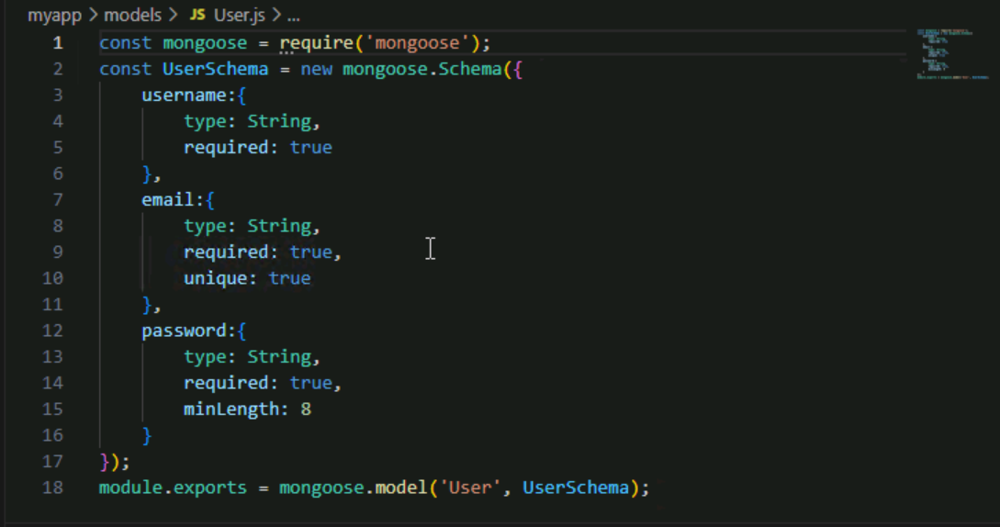 myapp > models > JS User.js > ...
1 const mongoose = require('mongoose');
2 const UserSchema = new mongoose.Schema({
3     username:{
4         type: String,
5         required: true
6     },
7     email:{
8         type: String,
9         required: true,
10         unique: true
11     },
12     password:{
13         type: String,
14         required: true,
15         minLength: 8
16     }
17 });
18 module.exports = mongoose.model('User', UserSchema);